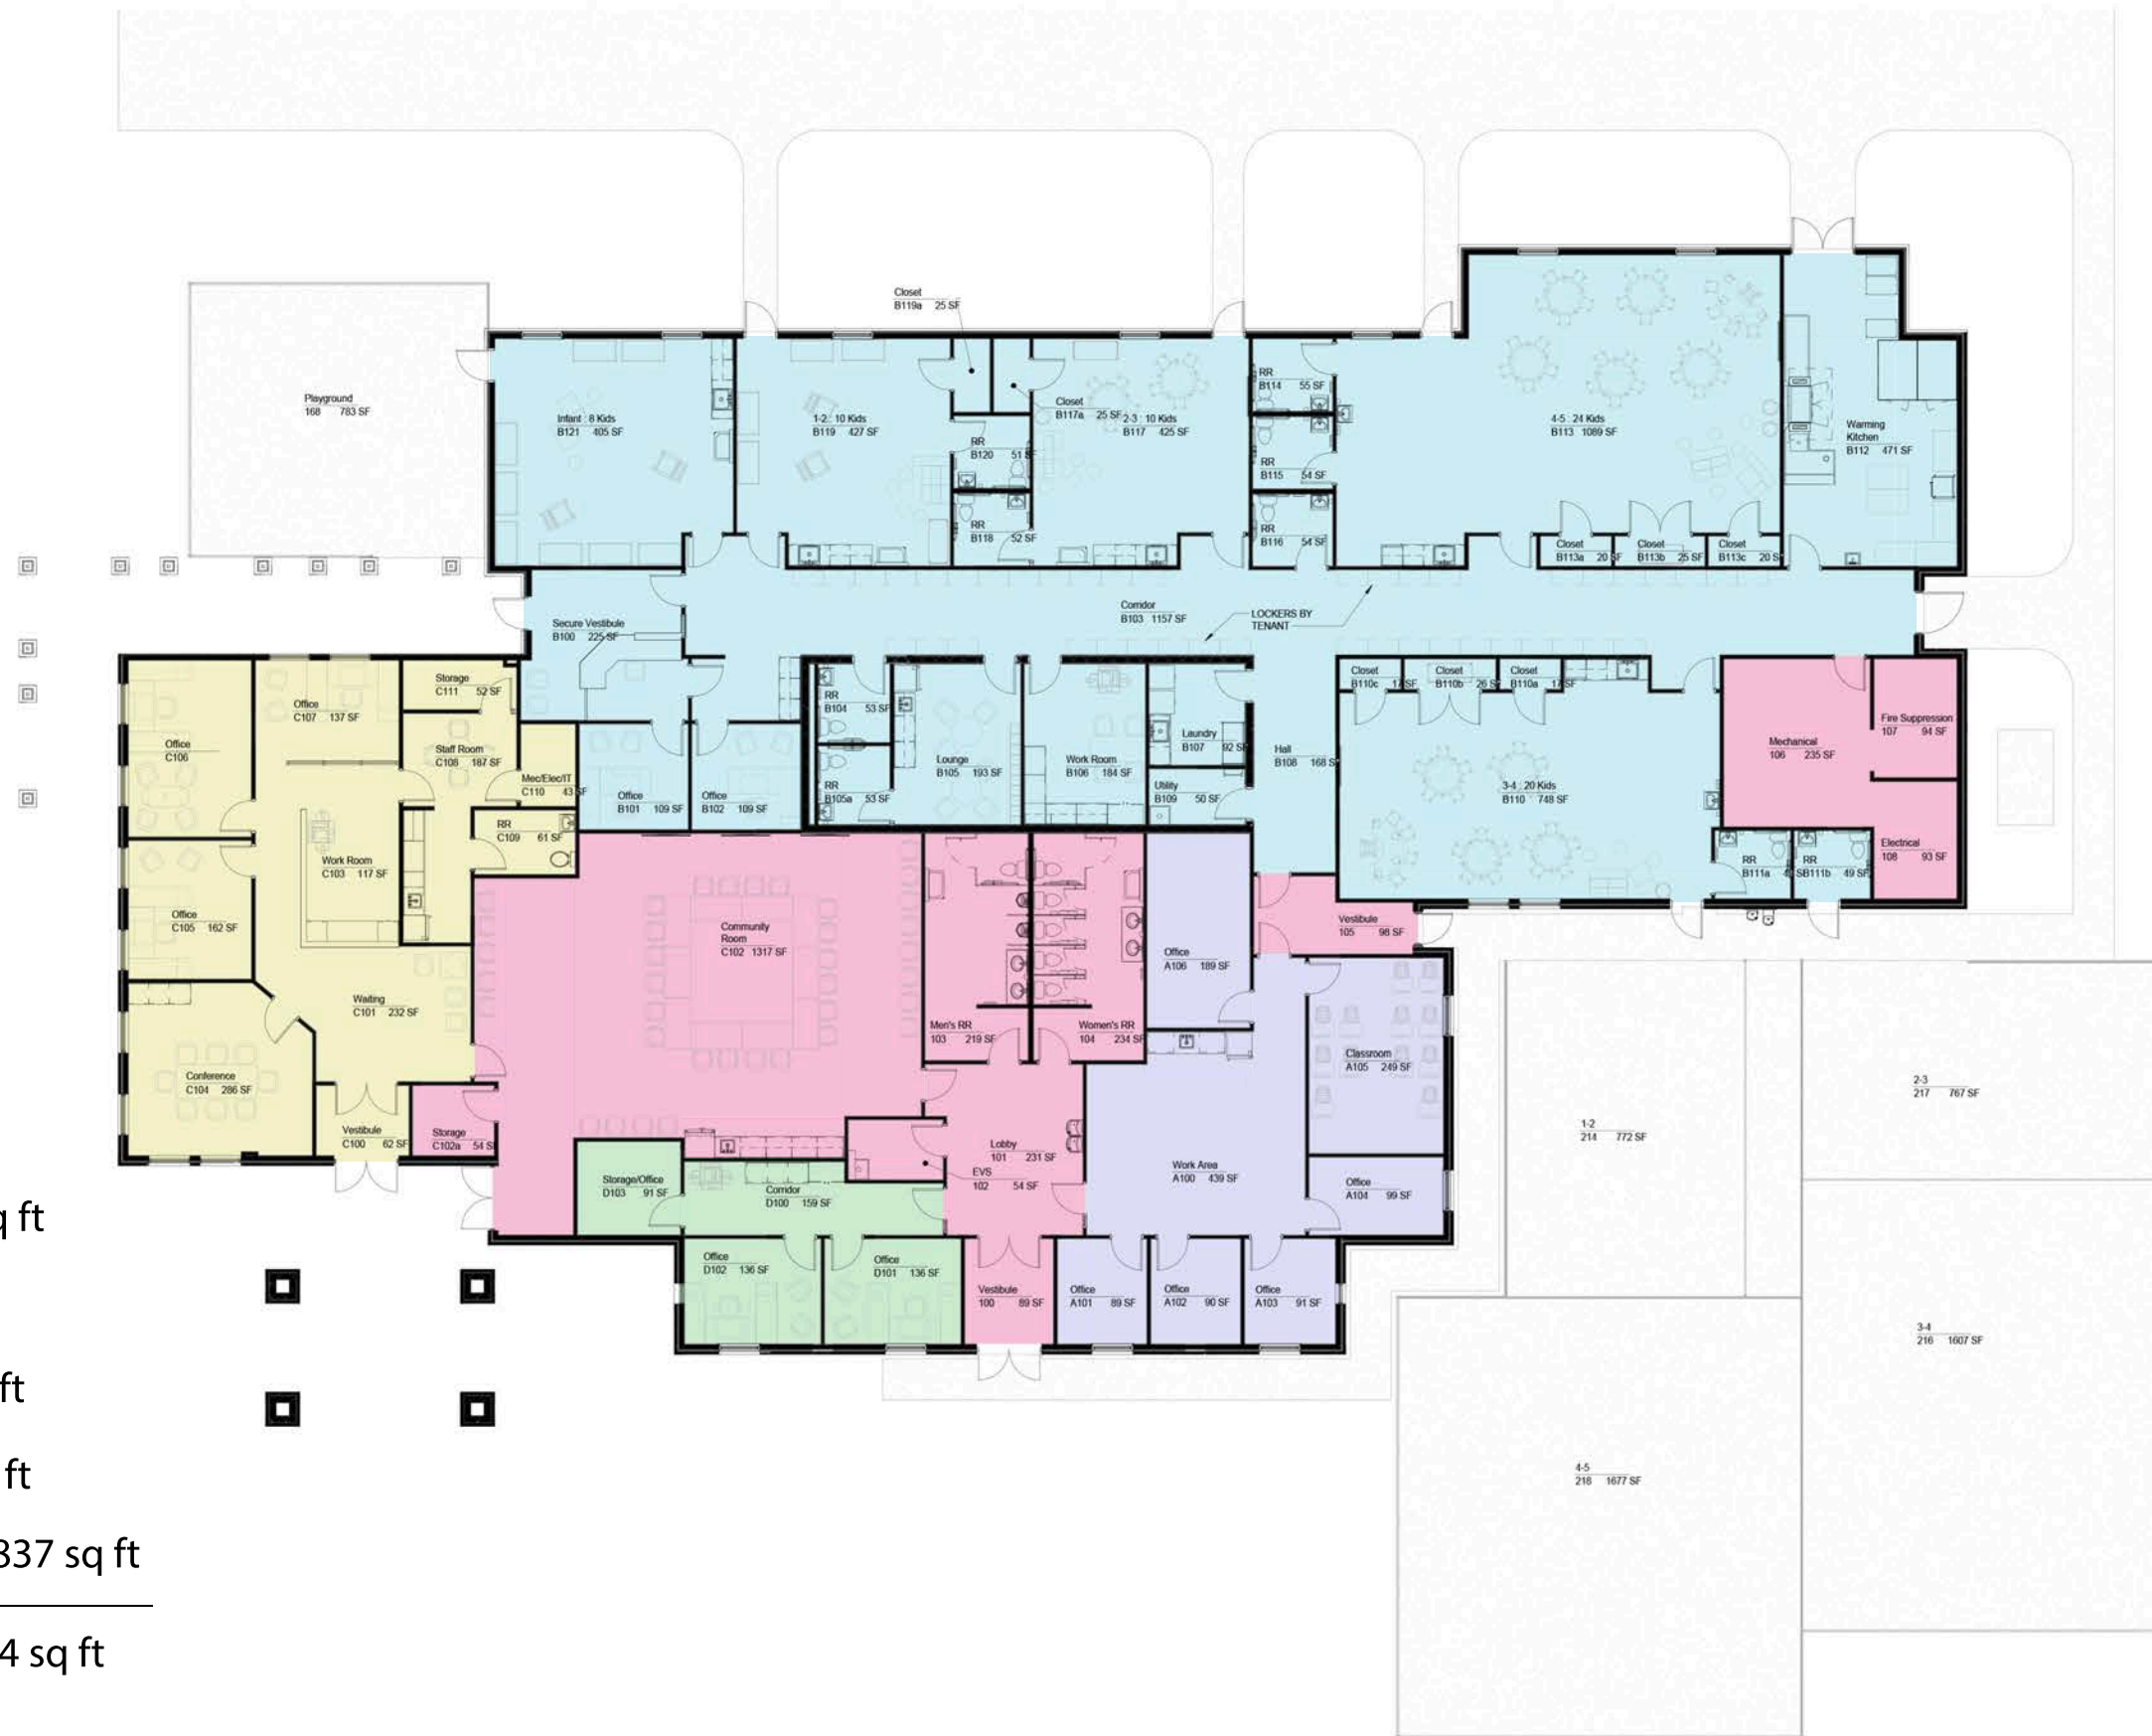 Closet
B119a 25 SF
Playground
168 783 SF
Infant : 8 Kids
B121 405 SF
1-2 : 10 Kids
B119 427 SF
Closet
B117a 25 SF
2-3 : 10 Kids
B117 425 SF
RR
B120 51 SF
RR
B118 52 SF
RR
B114 55 SF
RR
B115 54 SF
RR
B116 54 SF
4-5 : 24 Kids
B113 1089 SF
Warming
Kitchen
B112 471 SF
Closet
B113a 20 SF
Closet
B113b 25 SF
Closet
B113c 20 S
Secure Vestibule
B100 225 SF
Corridor
B103 1157 SF
LOCKERS BY
TENANT
Office
C106
Office
C107 137 SF
Storage
C111 52 SF
Staff Room
C108 187 SF
Mec/Elec/IT
C110 43 SF
RR
C109 61 SF
Work Room
C103 117 SF
Office
C105 162 SF
Waiting
C101 232 SF
Conference
C104 286 SF
Vestibule
C100 62 SF
Storage
C102a 54 S
Office
B101 109 SF
Office
B102 109 SF
RR
B104 53 SF
RR
B105a 53 SF
Lounge
B105 193 SF
Work Room
B106 184 SF
Laundry
B107 92 SF
Utility
B109 50 SF
Hall
B108 168 S
Closet
B110c 17 SF
Closet
B110b 26 S
Closet
B110a 17 SF
3-4 : 20 Kids
B110 748 SF
Mechanical
106 235 SF
Fire Suppression
107 94 SF
Electrical
108 93 SF
RR
B111a 4
RR
SB111b 49 SF
Community
Room
C102 1317 SF
Men's RR
103 219 SF
Women's RR
104 234 SF
Office
A106 189 SF
Vestibule
105 98 SF
Classroom
A105 249 SF
Office
A104 99 SF
Work Area
A100 439 SF
Lobby
101 231 SF
EVS
102 54 SF
Storage/Office
D103 91 SF
Corridor
D100 159 SF
Office
D102 136 SF
Office
D101 136 SF
Vestibule
100 89 SF
Office
A101 89 SF
Office
A102 90 SF
Office
A103 91 SF
1-2
214 772 SF
2-3
217 767 SF
3-4
216 1607 SF
4-5
218 1677 SF
q ft
ft
ft
837 sq ft
4 sq ft